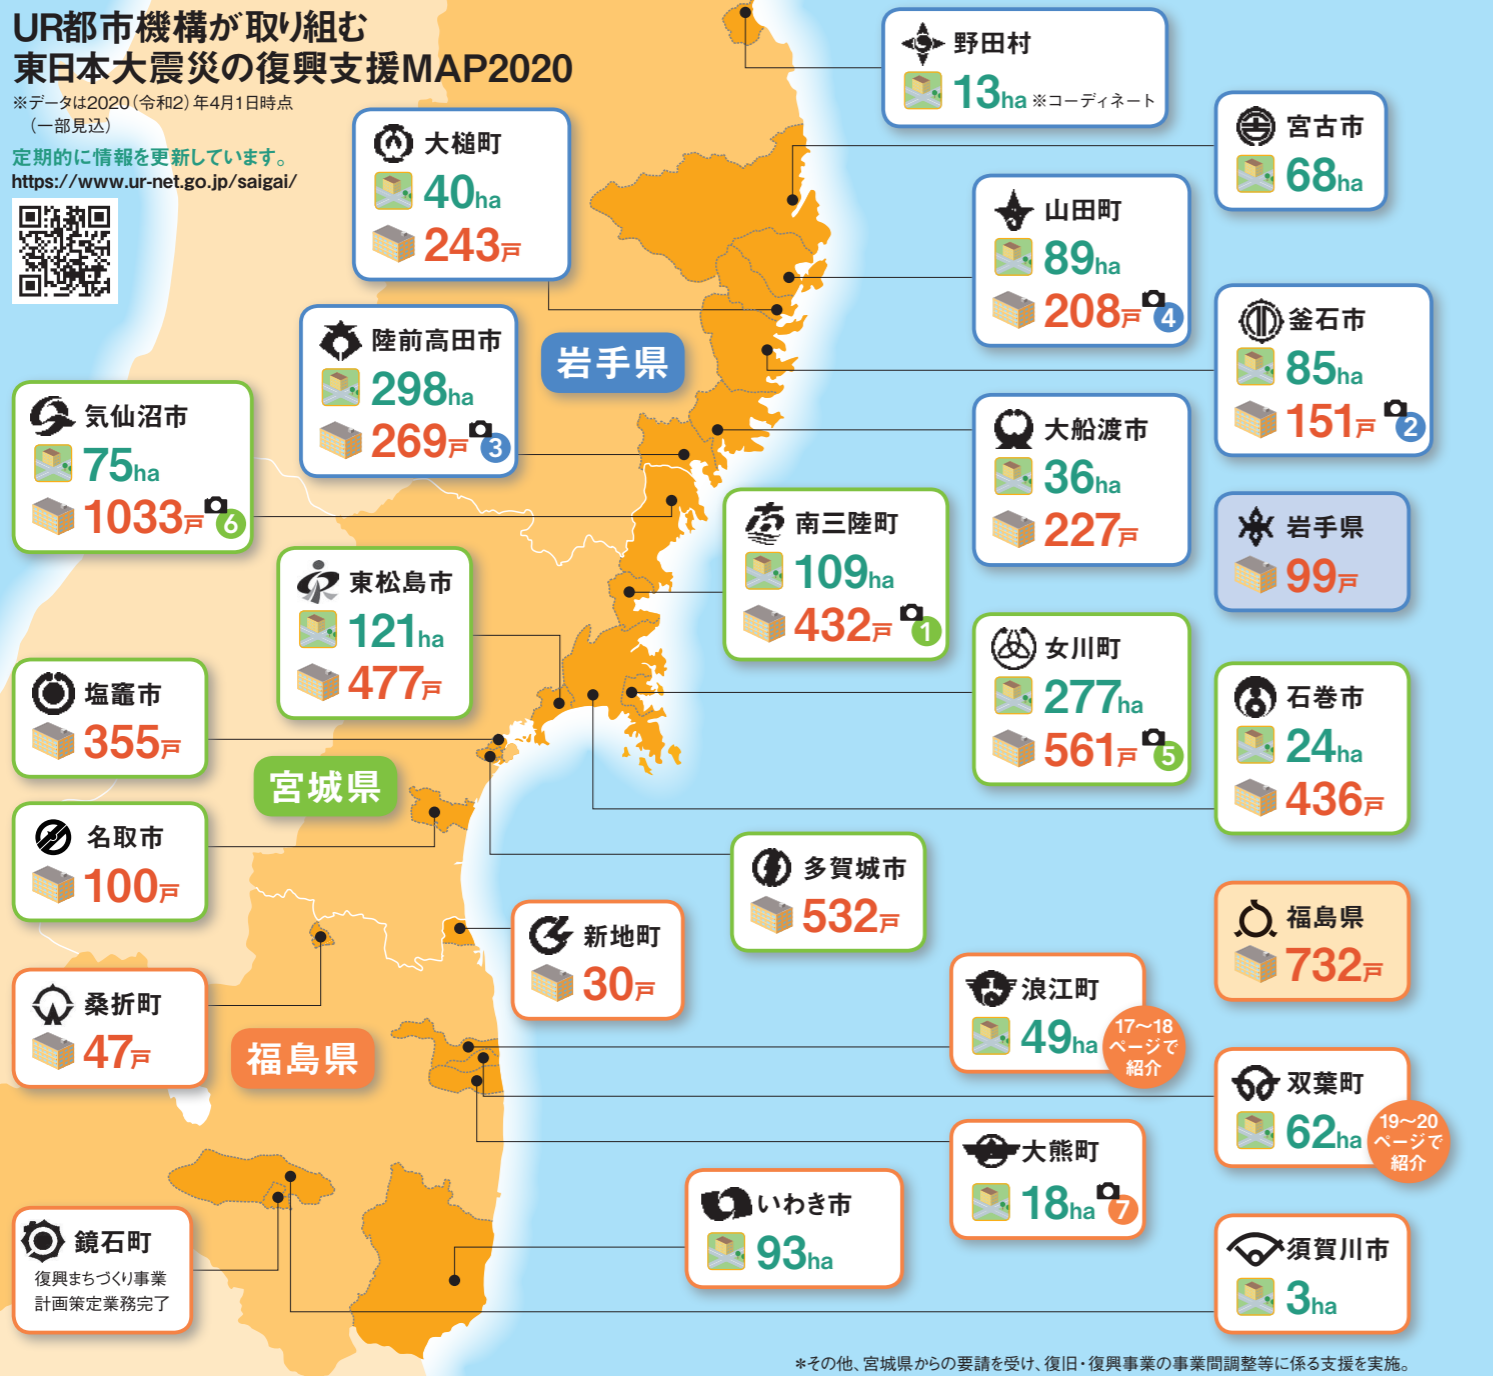 UR都市機構が取り組む
東日本大震災の復興支援MAP2020
※データは2020（令和2）年4月1日時点
（一部見込）
定期的に情報を更新しています。
https://www.ur-net.go.jp/saigai/
野田村
13ha ※コーディネート
宮古市
68ha
大槌町
40ha
243戸
山田町
89ha
208戸 4
釜石市
85ha
151戸 2
陸前高田市
298ha
269戸 3
岩手県
気仙沼市
75ha
1033戸 6
大船渡市
36ha
227戸
岩手県
99戸
南三陸町
109ha
432戸 1
東松島市
121ha
477戸
女川町
277ha
561戸 5
石巻市
24ha
436戸
塩竈市
355戸
宮城県
名取市
100戸
多賀城市
532戸
新地町
30戸
福島県
732戸
桑折町
47戸
福島県
浪江町
49ha
17〜18
ページで
紹介
双葉町
62ha
19〜20
ページで
紹介
大熊町
18ha 7
いわき市
93ha
須賀川市
3ha
鏡石町
復興まちづくり事業
計画策定業務完了
＊その他、宮城県からの要請を受け、復旧・復興事業の事業間調整等に係る支援を実施。